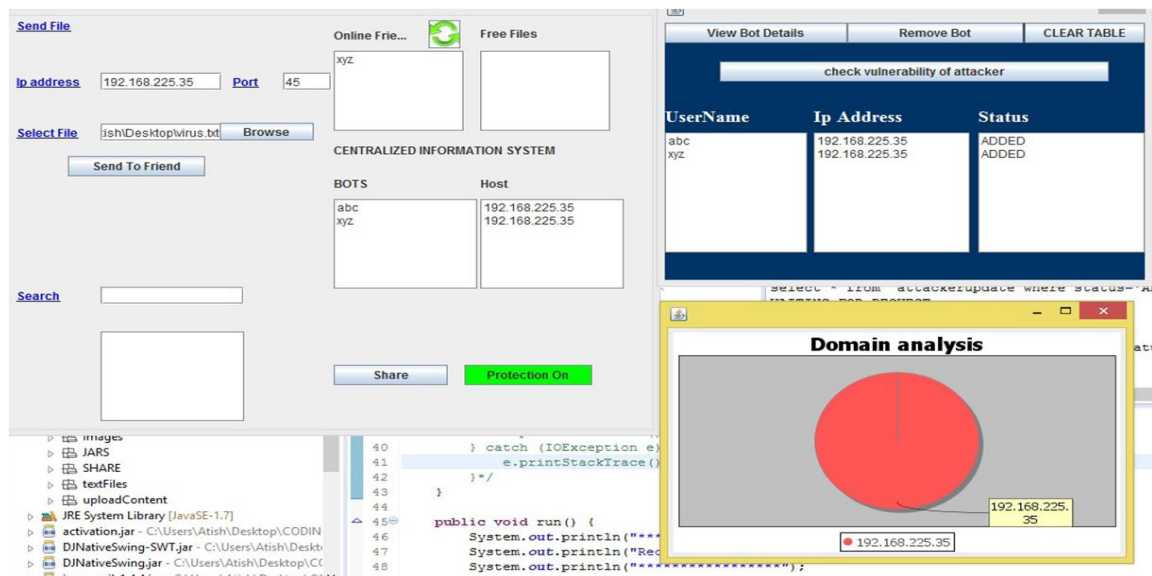 Send File
Online Frie...
Free Files
Ip address
192.168.225.35
Port
45
xyz
Select File
:ish\Desktop\virus.txt
Browse
Send To Friend
CENTRALIZED INFORMATION SYSTEM
BOTS
Host
abc
192.168.225.35
xyz
192.168.225.35
Search
Share
Protection On
View Bot Details
Remove Bot
CLEAR TABLE
check vulnerability of attacker
UserName
Ip Address
Status
abc
192.168.225.35
ADDED
xyz
192.168.225.35
ADDED
select * from attackerupdate where status='A
Domain analysis
192.168.225.
35
192.168.225.35
images
JARS
SHARE
textFiles
uploadContent
JRE System Library [JavaSE-1.7]
activation.jar - C:\Users\Atish\Desktop\CODIN
DJNativeSwing-SWT.jar - C:\Users\Atish\Deskt
DJNativeSwing.jar - C:\Users\Atish\Desktop\CC
40 } catch (IOException e)
41 e.printStackTrace()
42 }*/
43 }
44
45 public void run() {
46 System.out.println("***
47 System.out.println("Rec
48 System.out.println("******************");